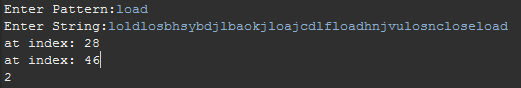 Enter Pattern:load
Enter String:loldlosbhsybdjlbaokjloajcdlfloadhnjvulosncloseload
at index: 28
at index: 46
2